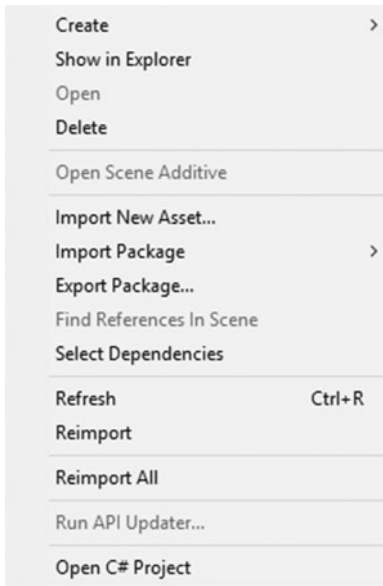 Create >
Show in Explorer
Open
Delete
Open Scene Additive
Import New Asset...
Import Package >
Export Package...
Find References In Scene
Select Dependencies
Refresh Ctrl+R
Reimport
Reimport All
Run API Updater...
Open C# Project